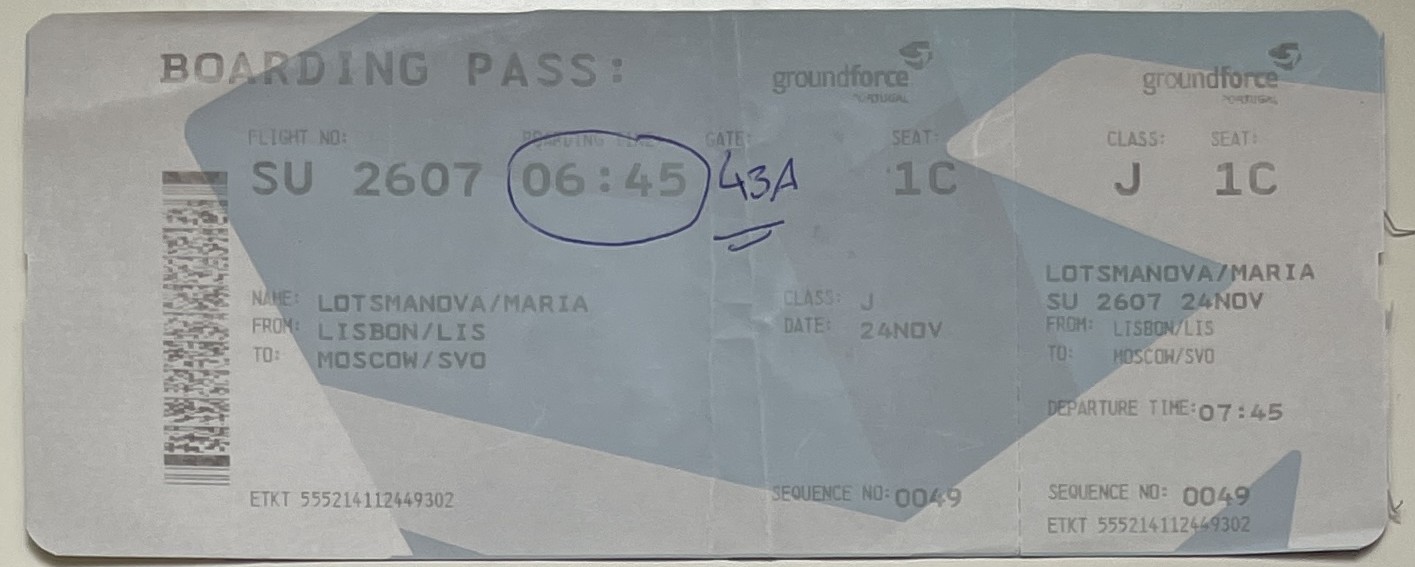 BOARDING PASS:
groundforce
PORTUGAL
groundforce
PORTUGAL
FLIGHT NO: BOARDING TIME: GATE: SEAT: CLASS: SEAT:
SU 2607 06:45 43A 1C J 1C
LOTSMANOVA/MARIA
SU 2607 24NOV
NAME: LOTSMANOVA/MARIA CLASS: J
FROM: LISBON/LIS DATE: 24NOV FROM: LISBON/LIS
TO: MOSCOW/SVO TO: MOSCOW/SVO
DEPARTURE TIME: 07:45
ETKT 555214112449302 SEQUENCE NO: 0049 SEQUENCE NO: 0049
ETKT 555214112449302